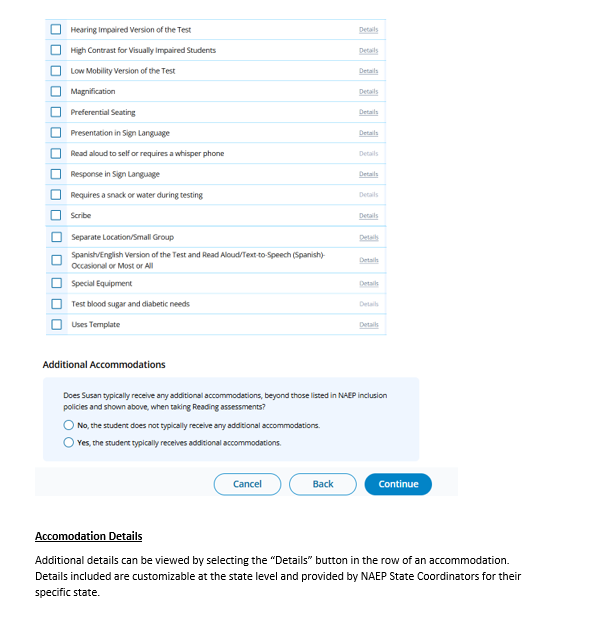 Hearing Impaired Version of the Test Details
High Contrast for Visually Impaired Students Details
Low Mobility Version of the Test Details
Magnification Details
Preferential Seating Details
Presentation in Sign Language Details
Read aloud to self or requires a whisper phone Details
Response in Sign Language Details
Requires a snack or water during testing Details
Scribe Details
Separate Location/Small Group Details
Spanish/English Version of the Test and Read Aloud/Text-to-Speech (Spanish)-
Occasional or Most or All Details
Special Equipment Details
Test blood sugar and diabetic needs Details
Uses Template Details
Additional Accommodations
Does Susan typically receive any additional accommodations, beyond those listed in NAEP inclusion
policies and shown above, when taking Reading assessments?
No, the student does not typically receive any additional accommodations.
Yes, the student typically receives additional accommodations.
Cancel Back Continue
Accomodation Details
Additional details can be viewed by selecting the “Details” button in the row of an accommodation.
Details included are customizable at the state level and provided by NAEP State Coordinators for their
specific state.